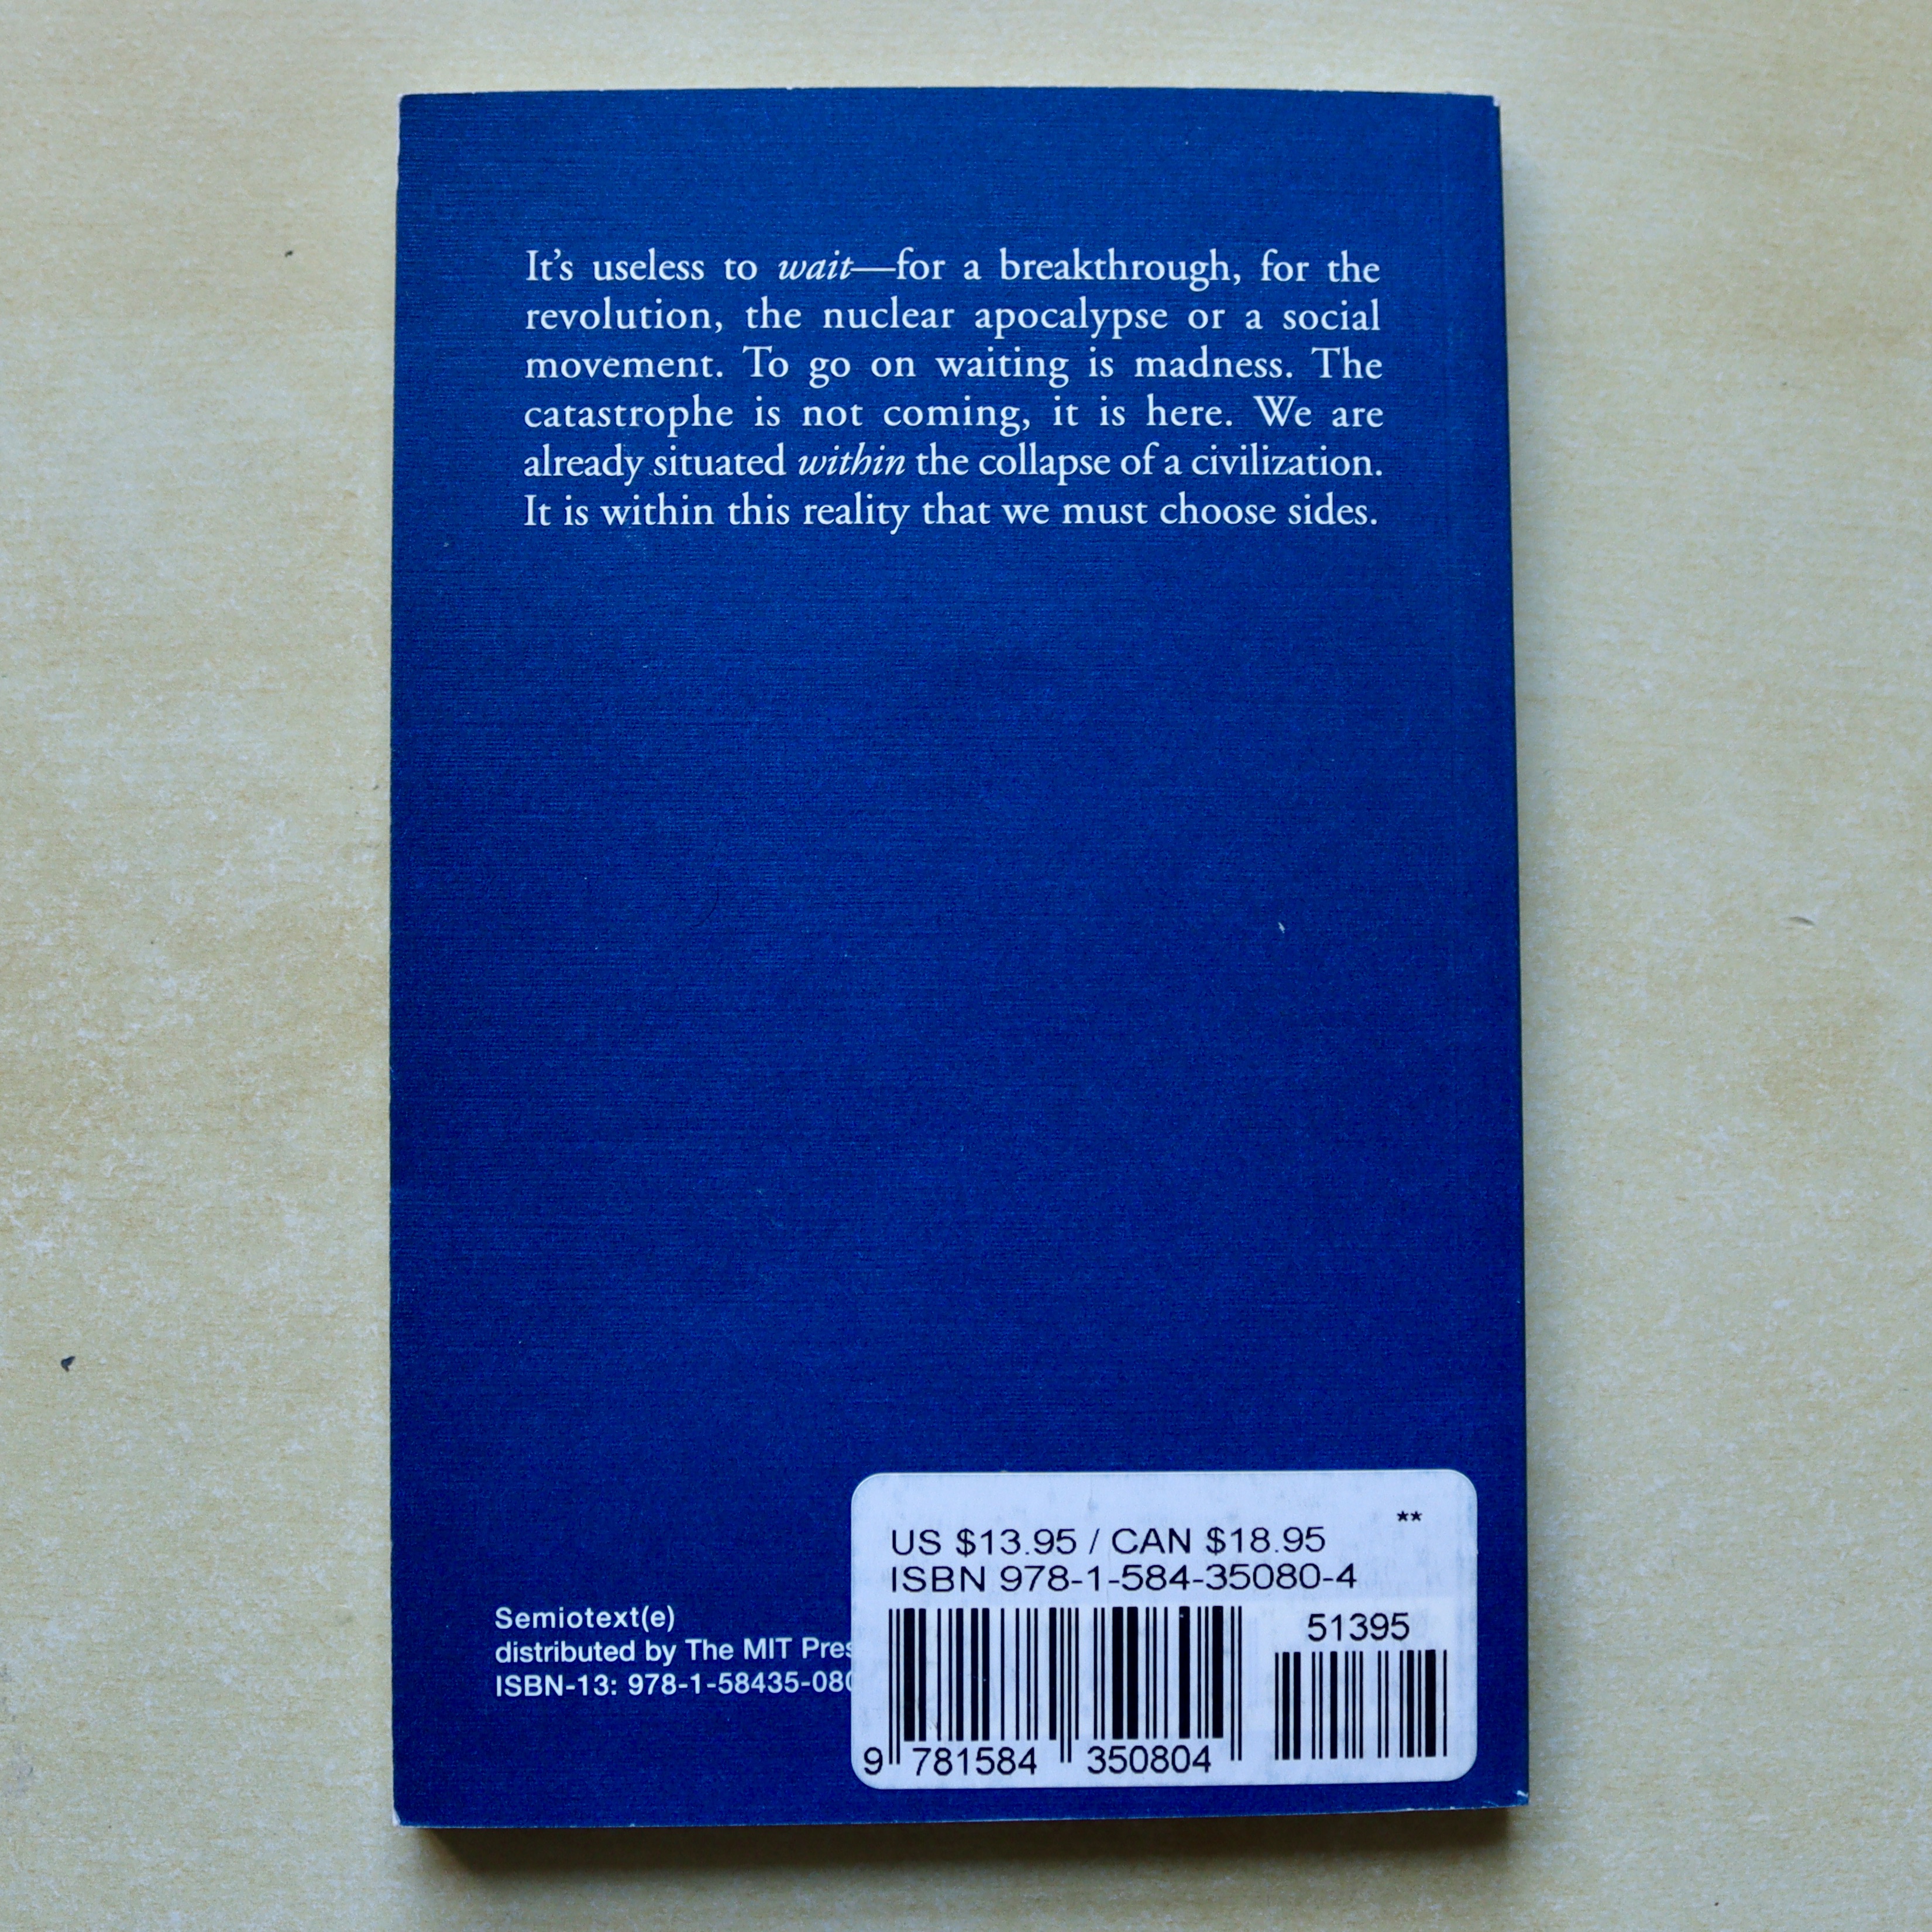 It's useless to wait—for a breakthrough, for the
revolution, the nuclear apocalypse or a social
movement. To go on waiting is madness. The
catastrophe is not coming, it is here. We are
already situated within the collapse of a civilization.
It is within this reality that we must choose sides.
**
US $13.95 / CAN $18.95
ISBN 978-1-584-35080-4
51395
9 781584 350804
Semiotext(e)
distributed by The MIT Pres
ISBN-13: 978-1-58435-080